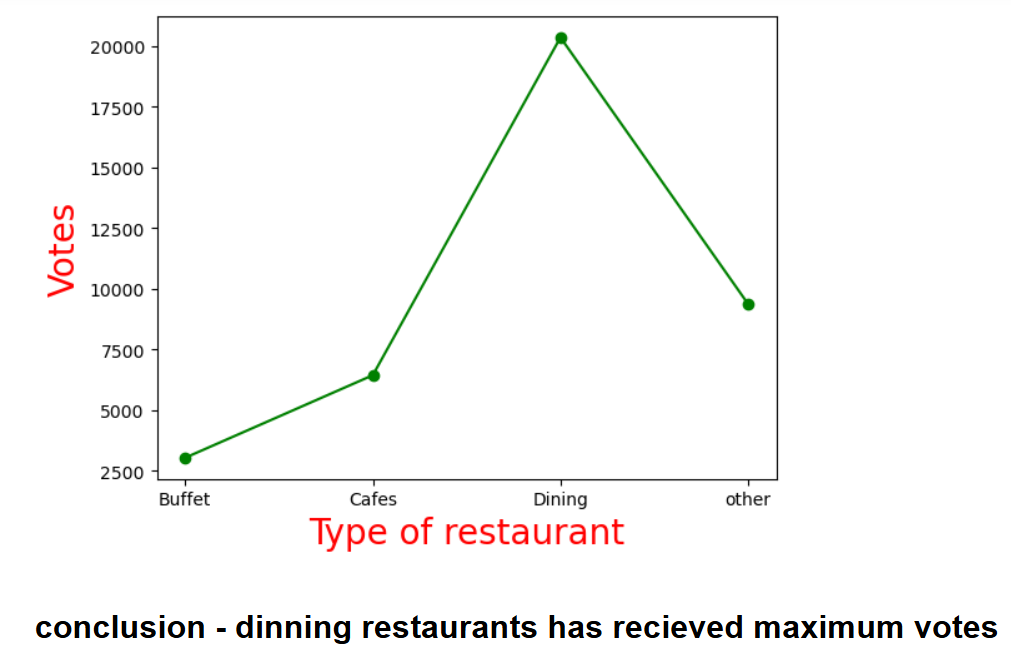 20000
17500
15000
12500
10000
7500
5000
2500
Votes
Buffet Cafes Dining other
Type of restaurant
conclusion - dinning restaurants has recieved maximum votes